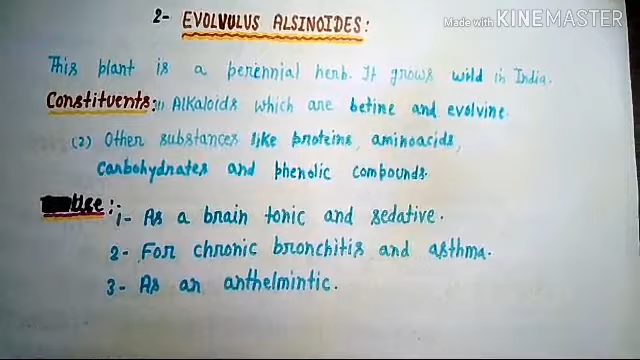 Made with KINEMASTER
2- EVOLVULUS ALSINOIDES:
This plant is a perennial herb. It grows wild in India.
Constituents:1) Alkaloids which are betine and evolvine.
(2) Other substances like proteins, aminoacids,
carbohydrates and phenolic compounds.
Use:1- As a brain tonic and sedative.
2- For chronic bronchitis and asthma.
3- As an anthelmintic.